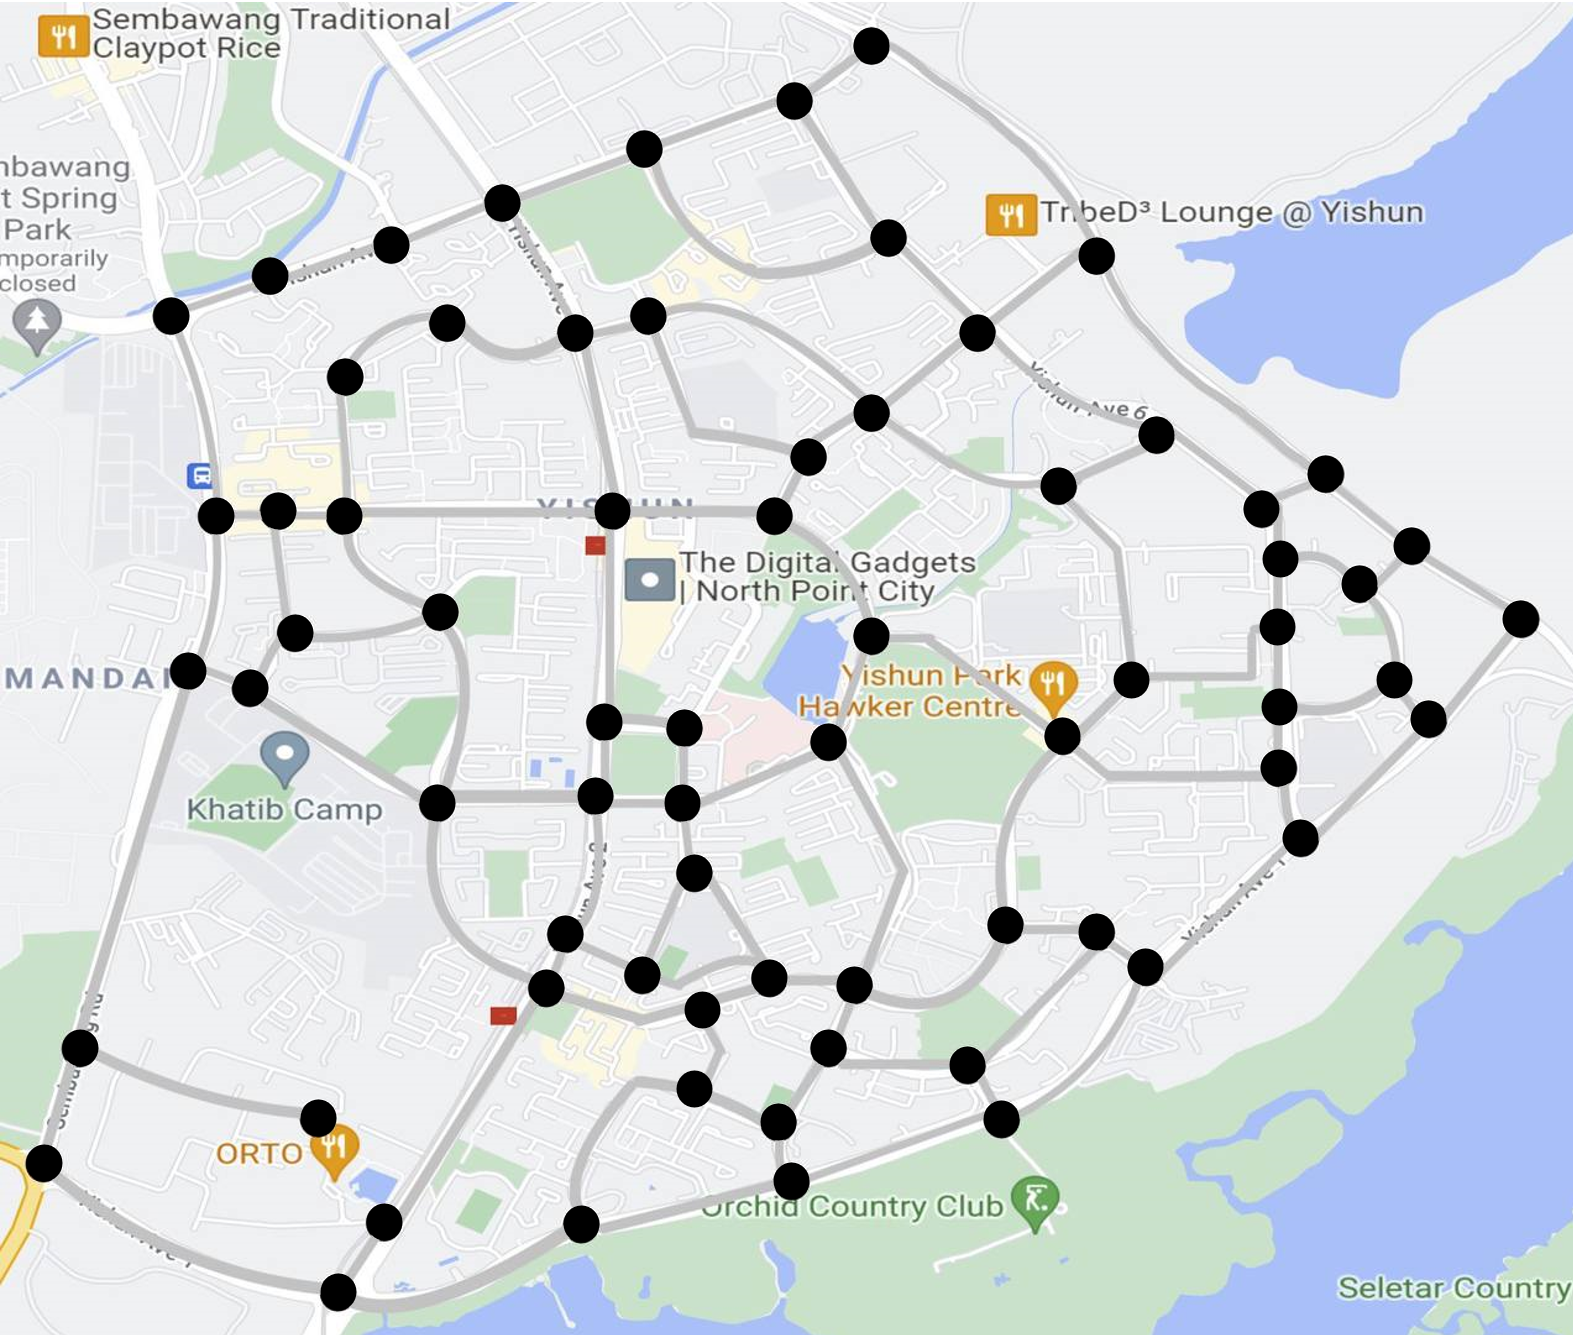 Sembawang Traditional
Claypot Rice
nbawang
t Spring
Park
mporarily
closed
TribeD³ Lounge @ Yishun
Yishun Ave 6
YISHUN
The Digital Gadgets
| North Point City
MANDAI
Yishun Park
Hawker Centre
Khatib Camp
Yishun Ave 1
ORTO
Orchid Country Club
Seletar Country